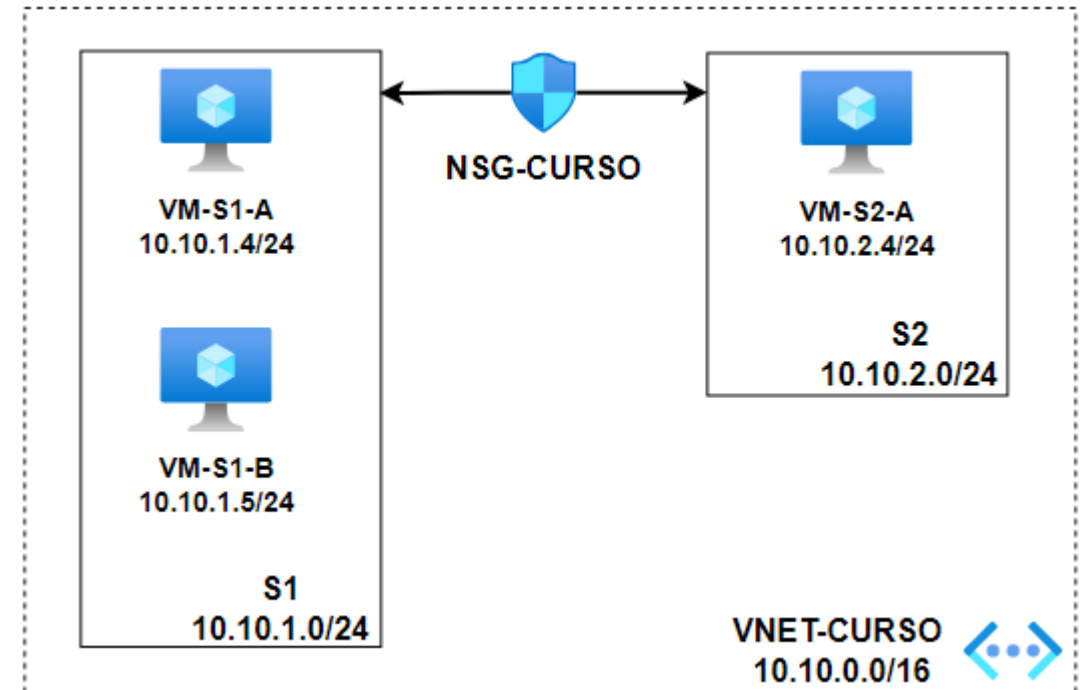 VM-S1-A
10.10.1.4/24
VM-S1-B
10.10.1.5/24
S1
10.10.1.0/24
NSG-CURSO
VM-S2-A
10.10.2.4/24
S2
10.10.2.0/24
VNET-CURSO
10.10.0.0/16